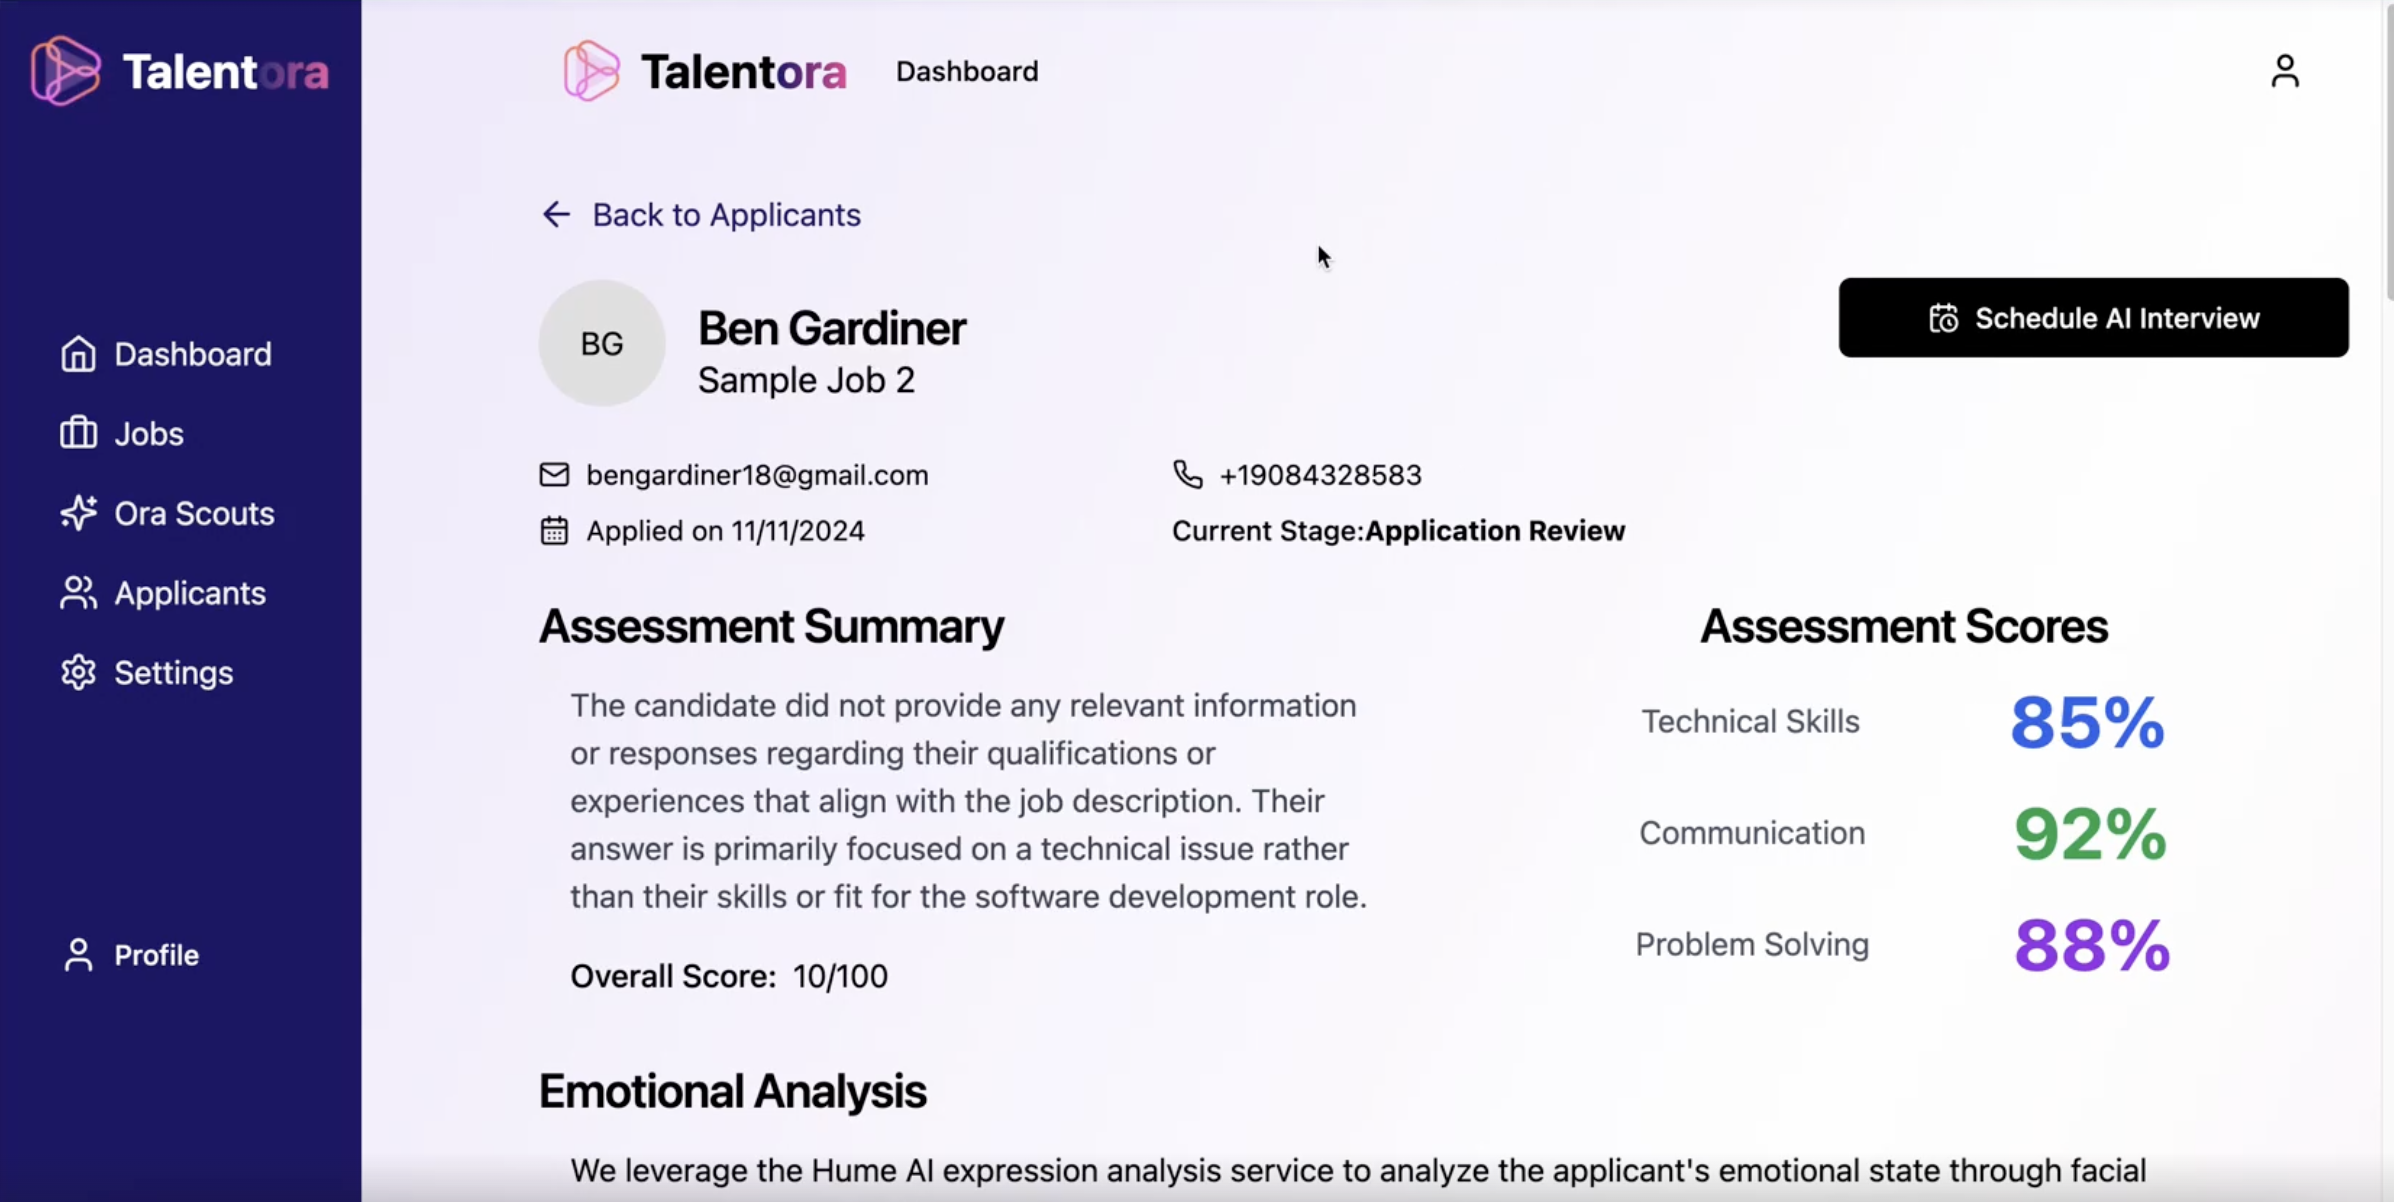 Talentora
Dashboard
Jobs
Ora Scouts
Applicants
Settings
Profile
Talentora Dashboard
Back to Applicants
BG
Ben Gardiner
Sample Job 2
Schedule AI Interview
bengardiner18@gmail.com
+19084328583
Applied on 11/11/2024
Current Stage:Application Review
Assessment Summary
The candidate did not provide any relevant information
or responses regarding their qualifications or
experiences that align with the job description. Their
answer is primarily focused on a technical issue rather
than their skills or fit for the software development role.
Overall Score: 10/100
Assessment Scores
Technical Skills 85%
Communication 92%
Problem Solving 88%
Emotional Analysis
We leverage the Hume AI expression analysis service to analyze the applicant's emotional state through facial